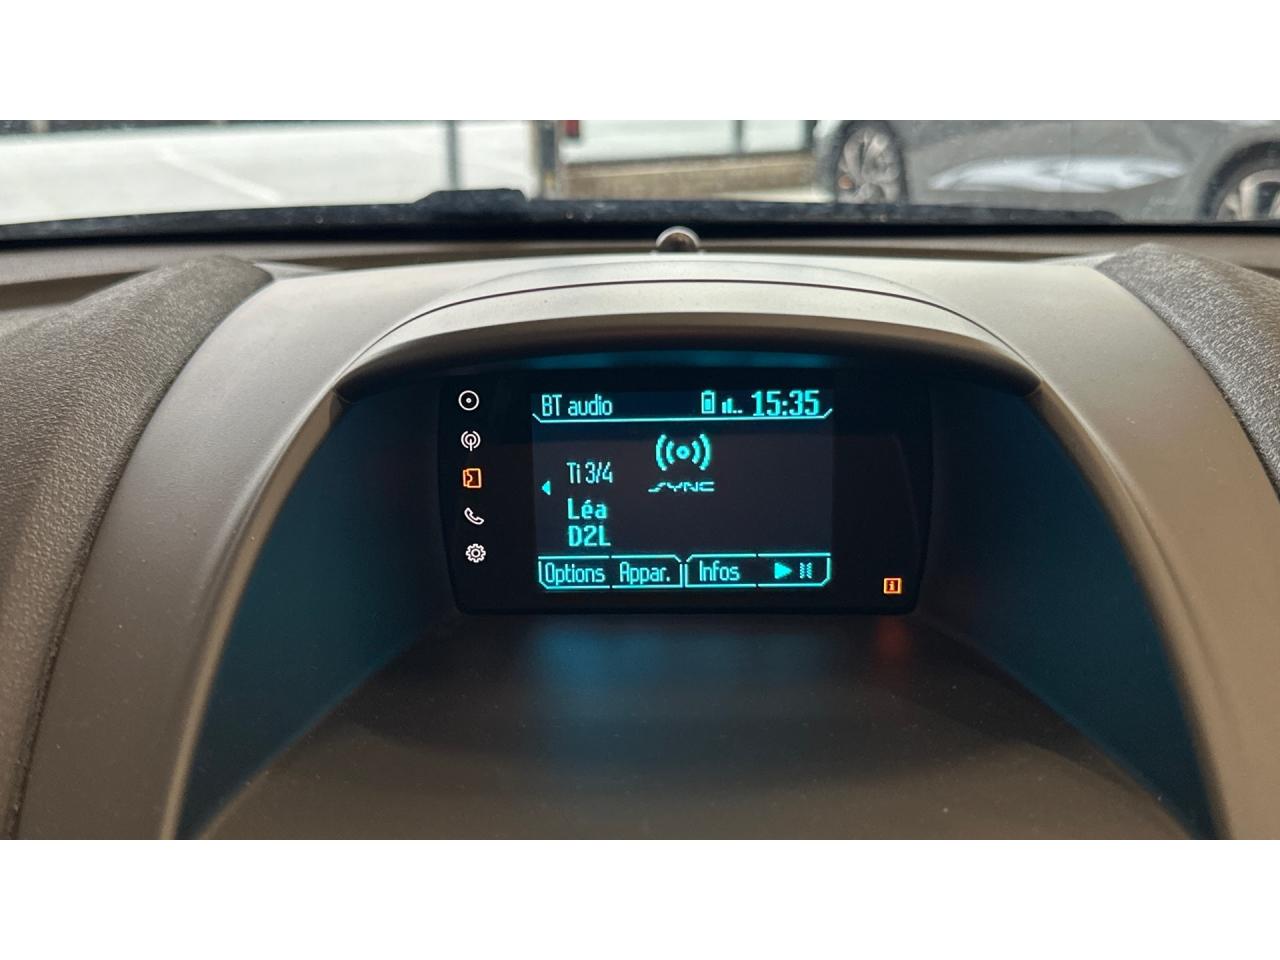 BT audio 15:35
Ti 3/4
SYNC
Léa
D2L
Options Appar. Infos
i